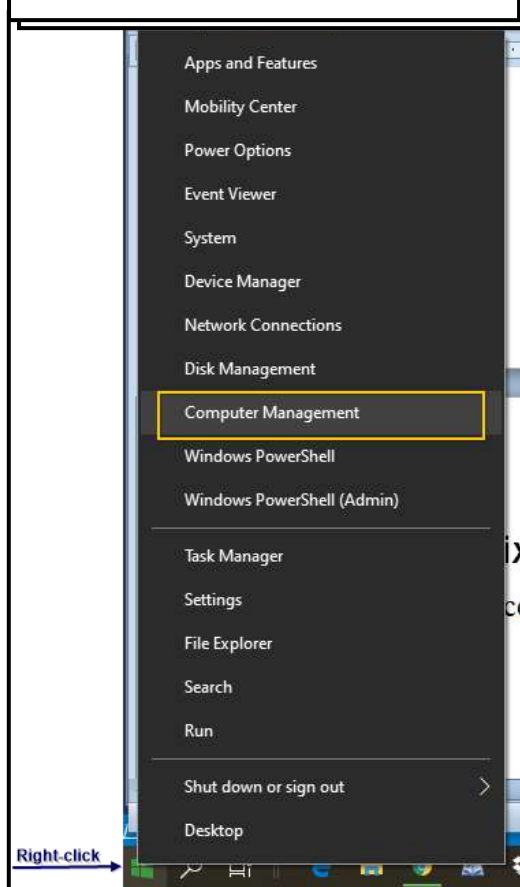 Apps and Features
Mobility Center
Power Options
Event Viewer
System
Device Manager
Network Connections
Disk Management
Computer Management
Windows PowerShell
Windows PowerShell (Admin)
Task Manager
Settings
File Explorer
Search
Run
Shut down or sign out
Desktop
Right-click